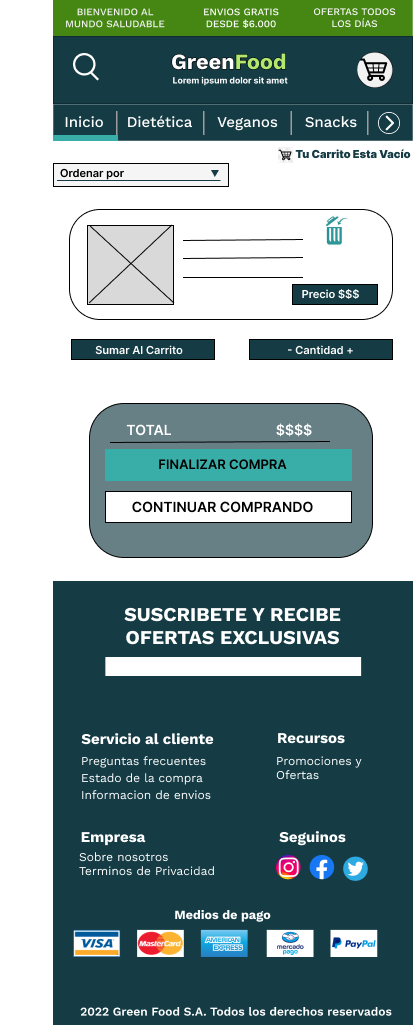 BIENVENIDO AL
MUNDO SALUDABLE
ENVIOS GRATIS
DESDE $6.000
OFERTAS TODOS
LOS DÍAS
GreenFood
Lorem ipsum dolor sit amet
Inicio
Dietética
Veganos
Snacks
Tu Carrito Esta Vacío
Ordenar por
Precio $$$
Sumar Al Carrito
- Cantidad +
TOTAL $$$$
FINALIZAR COMPRA
CONTINUAR COMPRANDO
SUSCRIBETE Y RECIBE
OFERTAS EXCLUSIVAS
Servicio al cliente
Preguntas frecuentes
Estado de la compra
Informacion de envios
Recursos
Promociones y
Ofertas
Empresa
Sobre nosotros
Terminos de Privacidad
Seguinos
Medios de pago
VISA
MasterCard
AMERICAN
EXPRESS
mercado
pago
PayPal
2022 Green Food S.A. Todos los derechos reservados